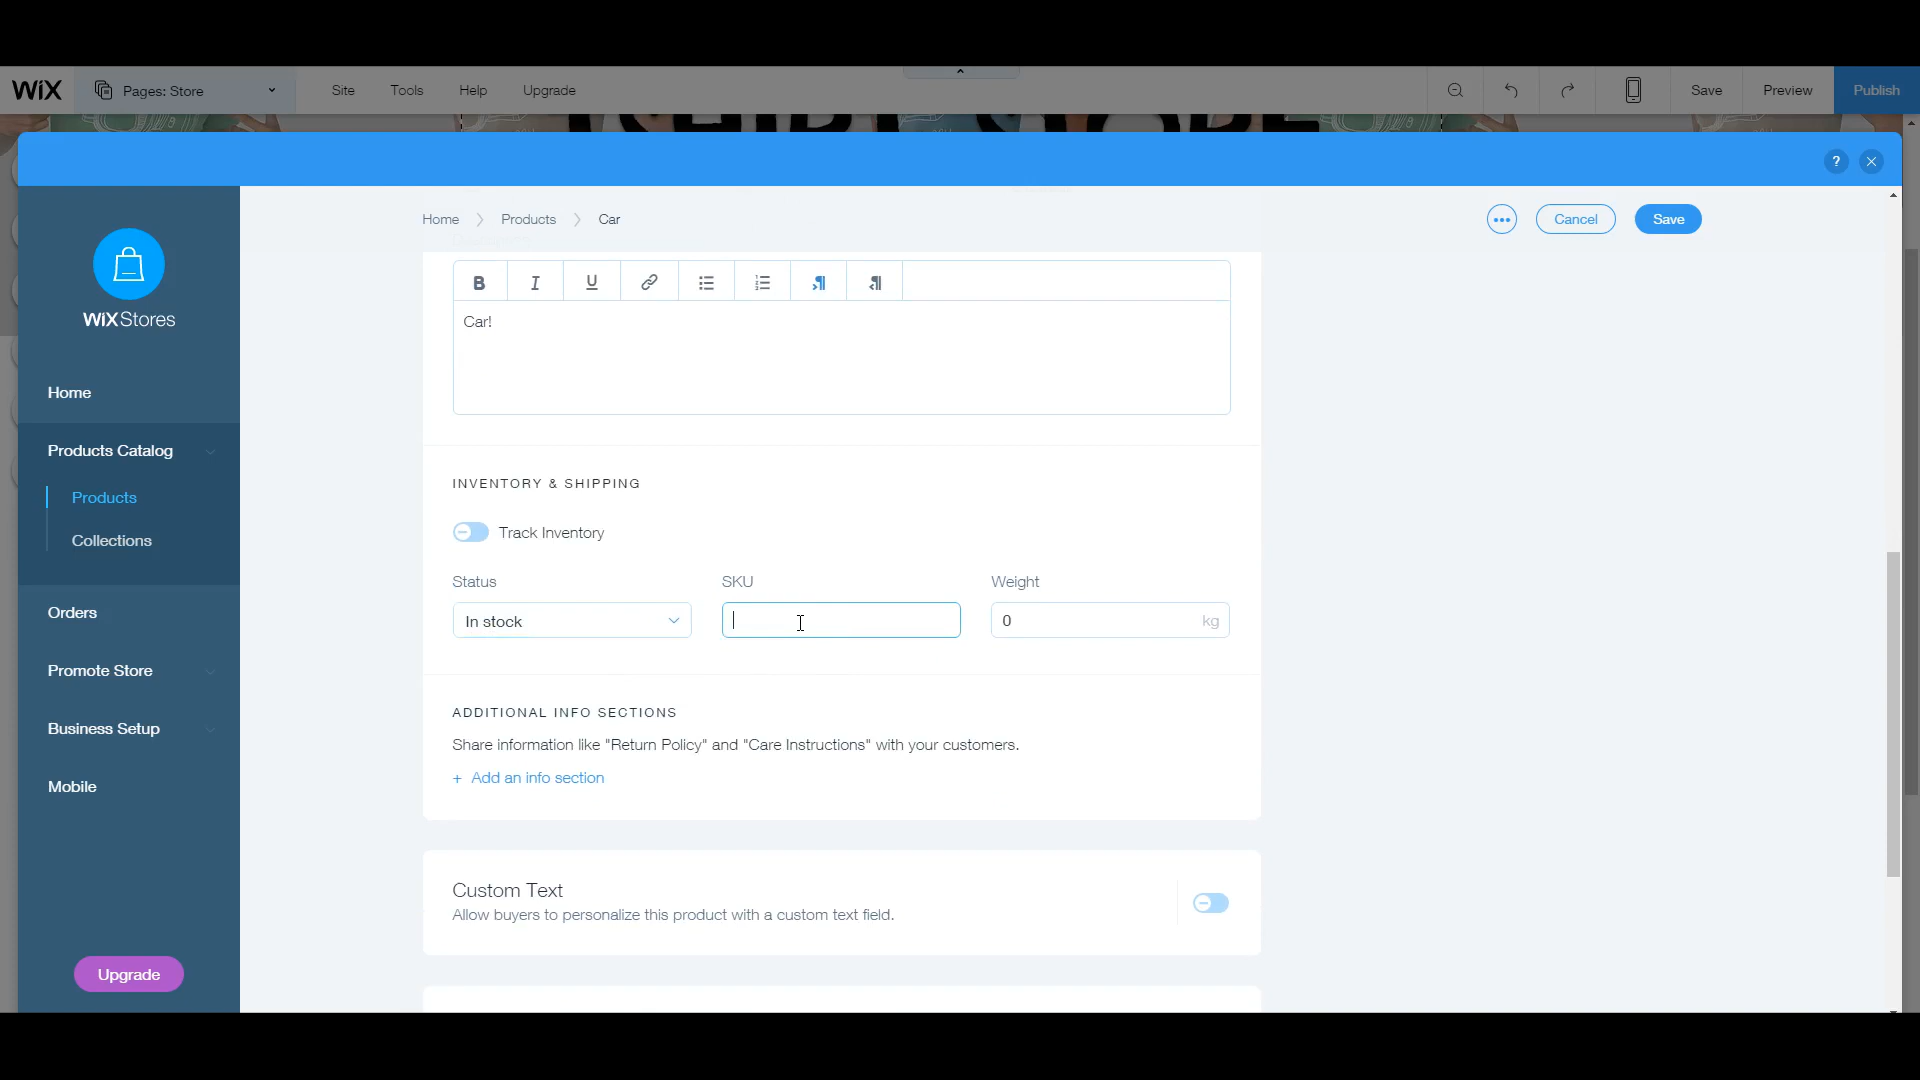 WiX
Pages: Store
Site
Tools
Help
Upgrade
Save
Preview
Publish
?
Home
Products
Car
Cancel
Save
WiX Stores
Home
Products Catalog
Products
Collections
Orders
Promote Store
Business Setup
Mobile
Upgrade
B
I
U
Car!
INVENTORY & SHIPPING
Track Inventory
Status
SKU
Weight
In stock
0
kg
ADDITIONAL INFO SECTIONS
Share information like "Return Policy" and "Care Instructions" with your customers.
+ Add an info section
Custom Text
Allow buyers to personalize this product with a custom text field.